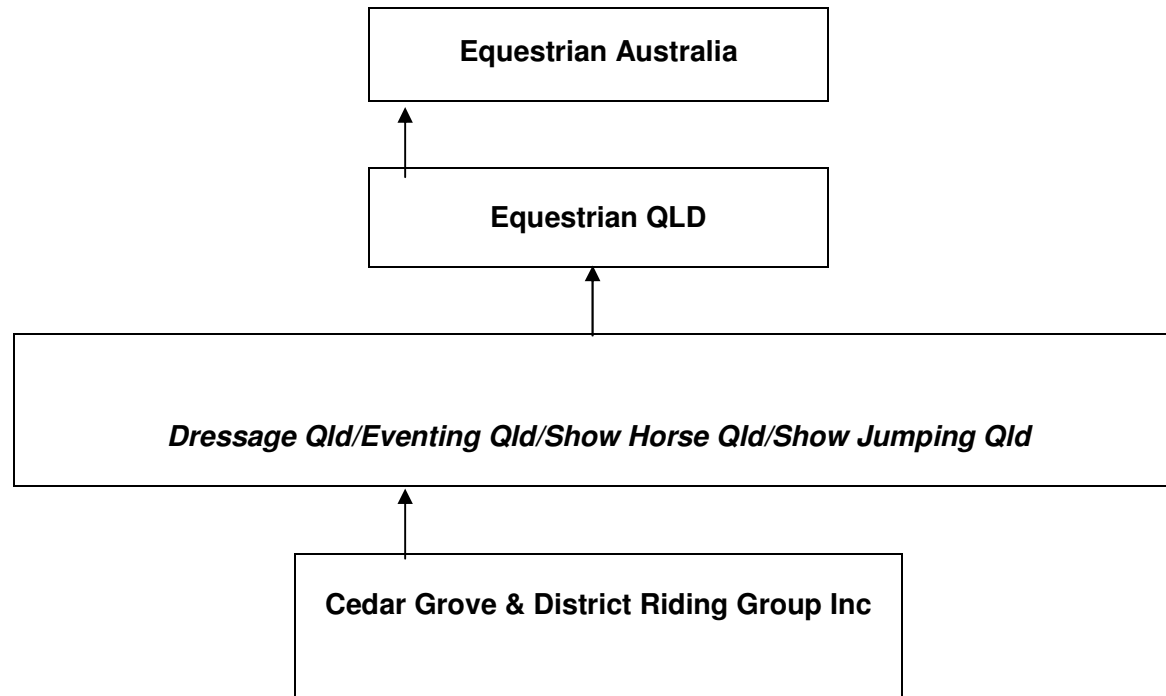 Equestrian Australia
Equestrian QLD
Dressage Qld/Eventing Qld/Show Horse Qld/Show Jumping Qld
Cedar Grove & District Riding Group Inc